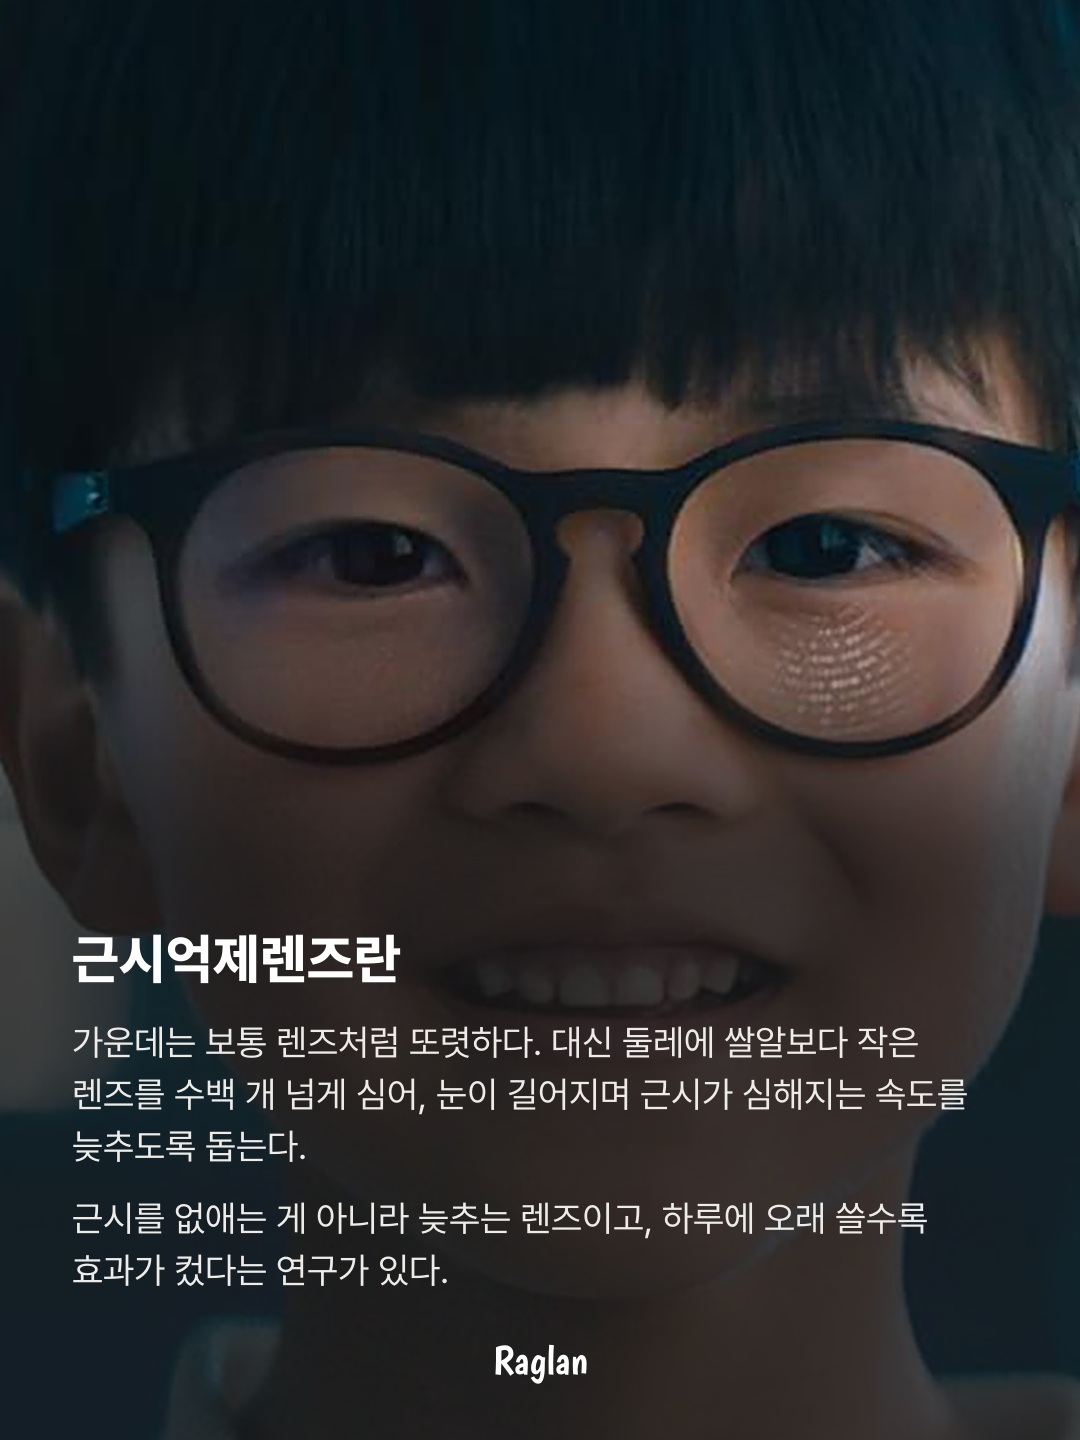 근시억제렌즈란
가운데는 보통 렌즈처럼 또렷하다. 대신 둘레에 쌀알보다 작은
렌즈를 수백 개 넘게 심어, 눈이 길어지며 근시가 심해지는 속도를
늦추도록 돕는다.
근시를 없애는 게 아니라 늦추는 렌즈이고, 하루에 오래 쓸수록
효과가 컸다는 연구가 있다.
Raglan